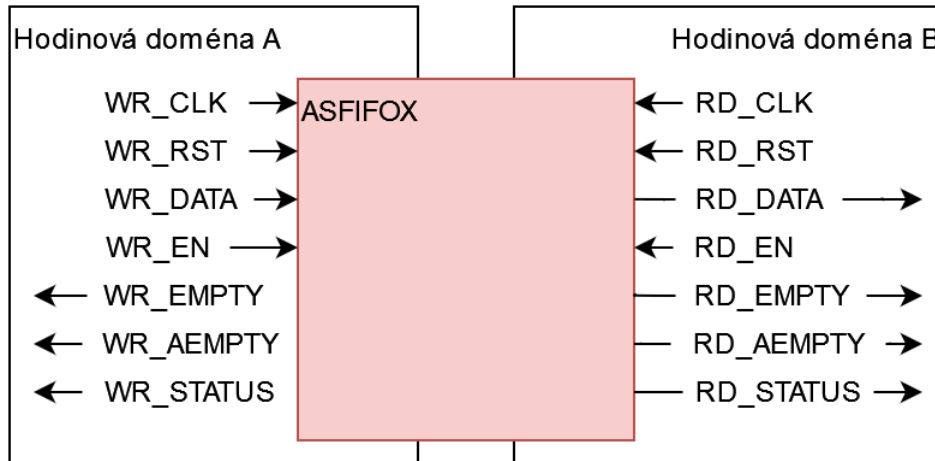 Hodinová doména A
Hodinová doména B
ASFIFOX
WR_CLK
WR_RST
WR_DATA
WR_EN
WR_EMPTY
WR_AEMPTY
WR_STATUS
RD_CLK
RD_RST
RD_DATA
RD_EN
RD_EMPTY
RD_AEMPTY
RD_STATUS